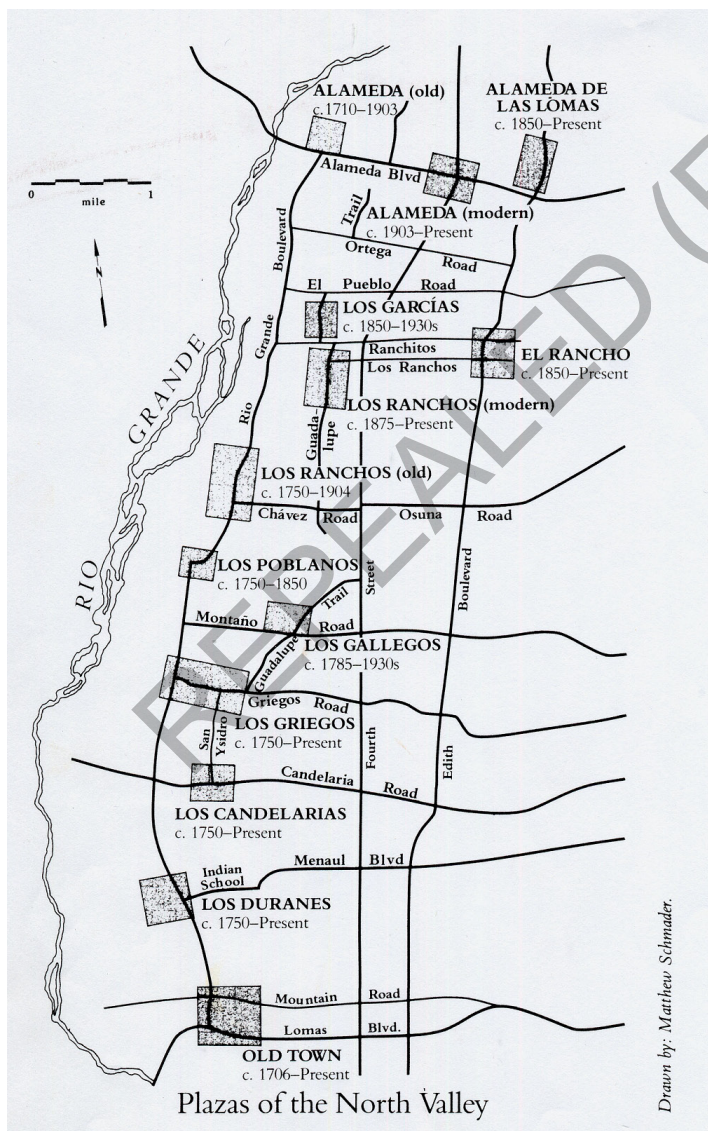 ALAMEDA (old)
c.1710–1903
ALAMEDA DE
LAS LOMAS
c. 1850–Present
Alameda Blvd
0 1
mile
N
Trail
ALAMEDA (modern)
c. 1903–Present
Boulevard
Ortega Road
El Pueblo Road
LOS GARCÍAS
c. 1850–1930s
Grande
Ranchitos
Los Ranchos
EL RANCHO
c. 1850–Present
RIO GRANDE
LOS RANCHOS (modern)
c. 1875–Present
Rio
Guada-
lupe
LOS RANCHOS (old)
c. 1750–1904
Chávez Road
Osuna Road
LOS POBLANOS
c. 1750–1850
Street
Boulevard
Trail
Montaño Road
Guadalupe
LOS GALLEGOS
c. 1785–1930s
Griegos Road
LOS GRIEGOS
c. 1750–Present
San
Ysidro
Fourth
Edith
Candelaria Road
LOS CANDELARIAS
c. 1750–Present
Menaul Blvd
Indian
School
LOS DURANES
c. 1750–Present
Mountain Road
Lomas Blvd.
OLD TOWN
c. 1706–Present
Plazas of the North Valley
Drawn by: Matthew Schmader.
REPEALED (